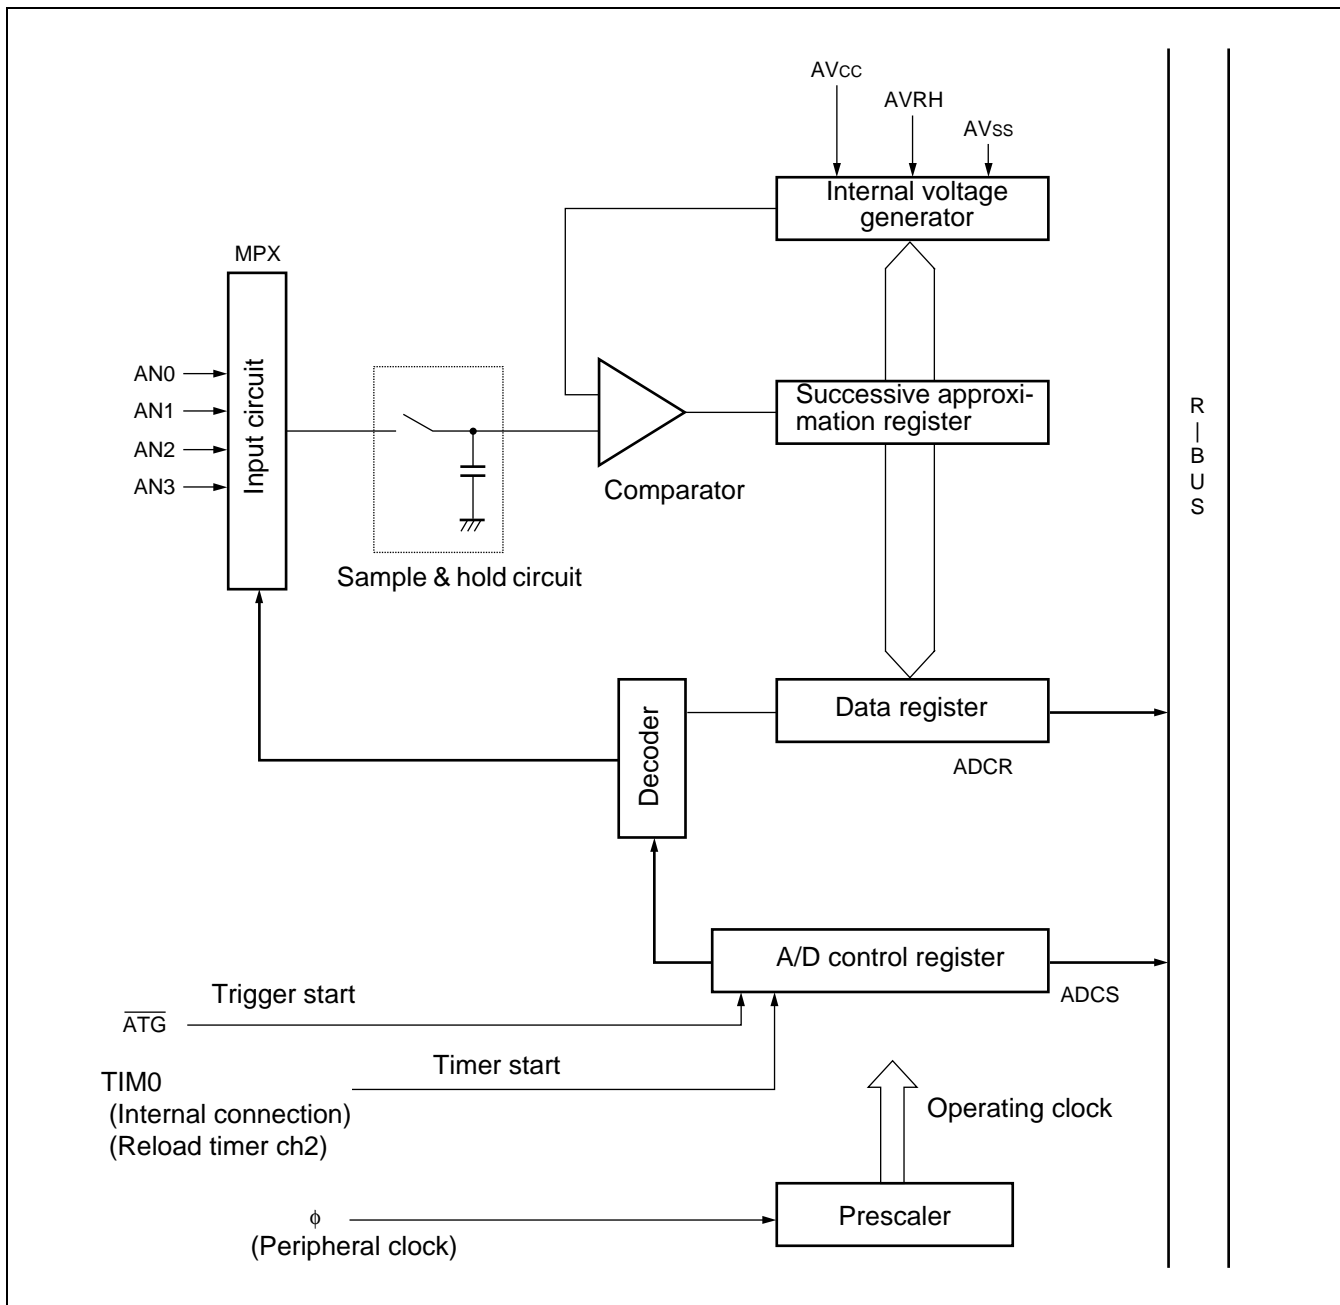 AVCC
AVRH
AVSS
Internal voltage
generator
MPX
Input circuit
AN0
AN1
AN2
AN3
Successive approxi-
mation register
Comparator
Sample & hold circuit
R
|
B
U
S
Decoder
Data register
ADCR
A/D control register
ADCS
Trigger start
ATG
Timer start
TIM0
(Internal connection)
(Reload timer ch2)
Operating clock
Prescaler
ϕ
(Peripheral clock)